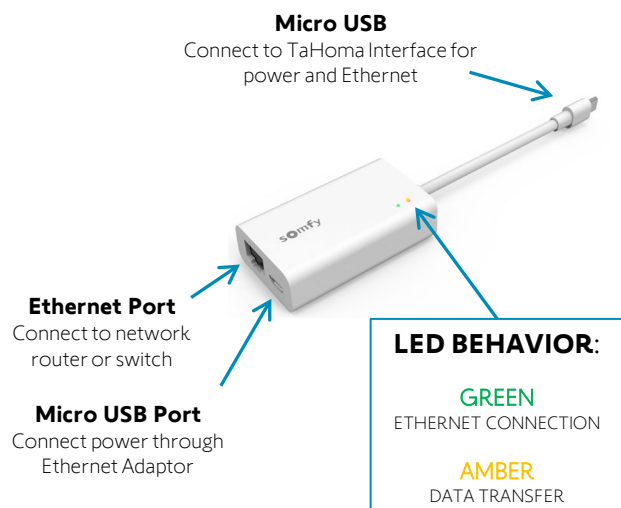 Micro USB
Connect to TaHoma Interface for
power and Ethernet
somfy
Ethernet Port
Connect to network
router or switch
Micro USB Port
Connect power through
Ethernet Adaptor
LED BEHAVIOR:
GREEN
ETHERNET CONNECTION
AMBER
DATA TRANSFER